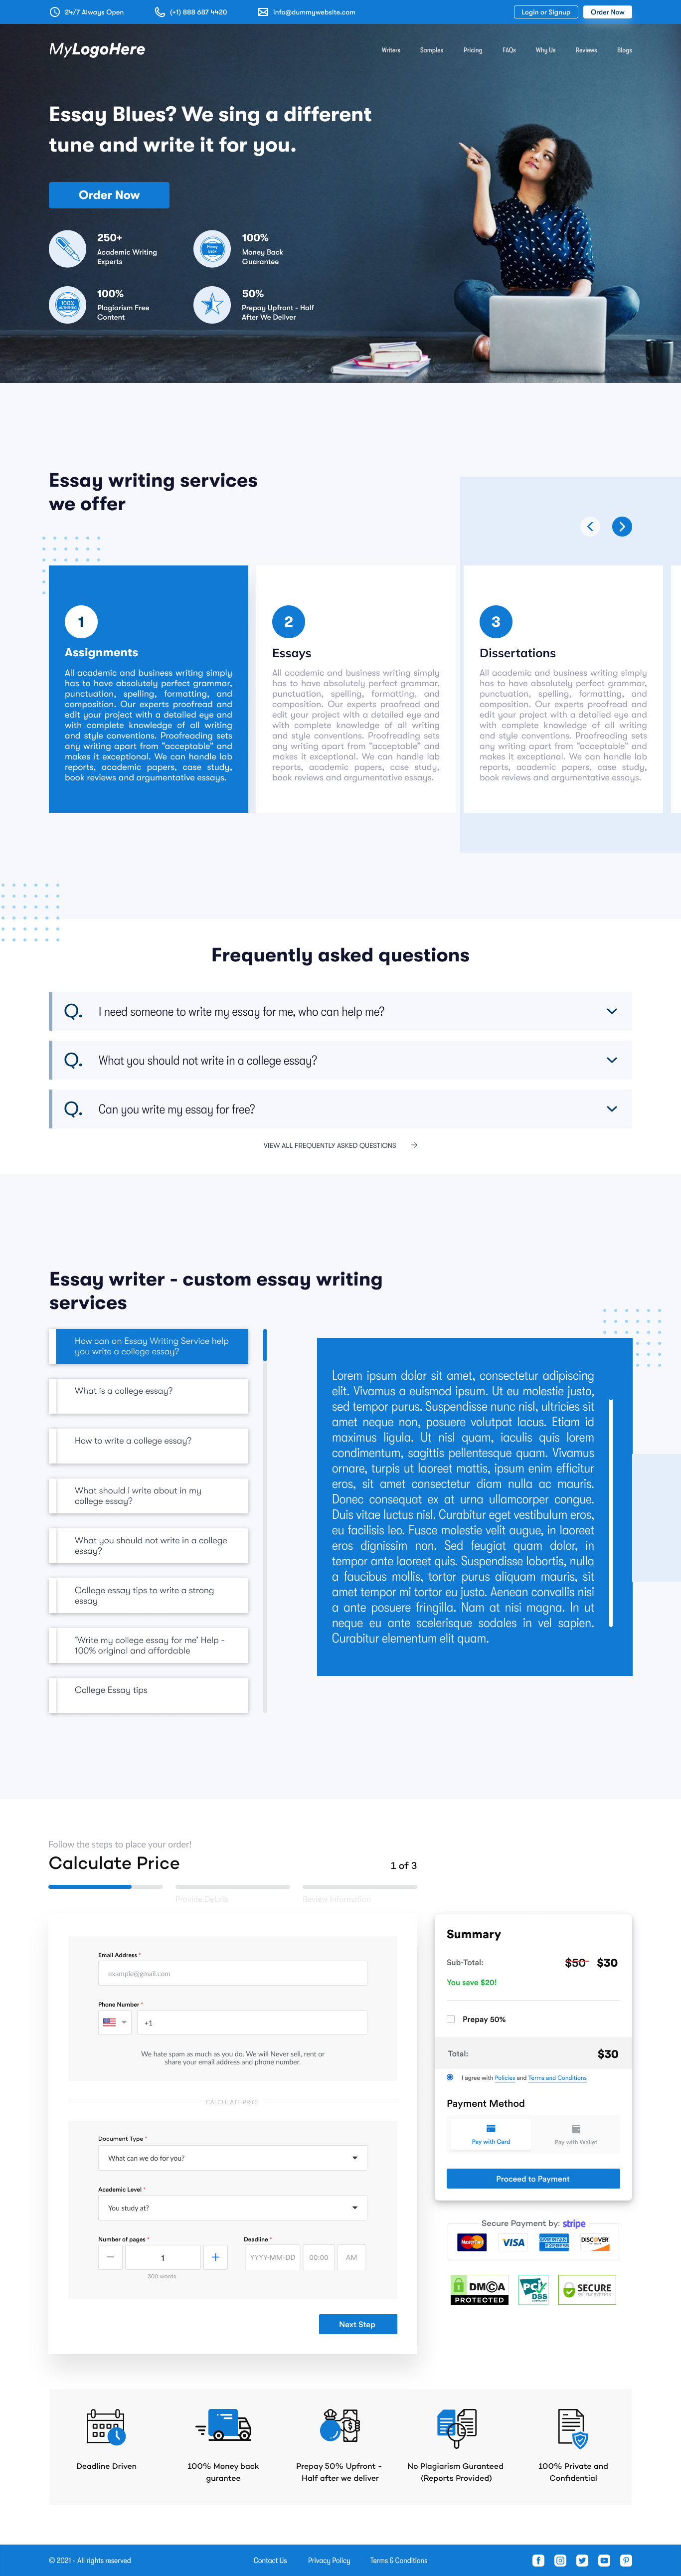 24/7 Always Open
(+1) 888 687 4420
info@dummywebsite.com
Login or Signup
Order Now
MyLogoHere
Writers
Samples
Pricing
FAQs
Why Us
Reviews
Blogs
Essay Blues? We sing a different
tune and write it for you.
Order Now
250+
Academic Writing
Experts
Money
Back
100%
Money Back
Guarantee
100%
100%
Plagiarism Free
Content
50%
Prepay Upfront - Half
After We Deliver
Essay writing services
we offer
1
Assignments
All academic and business writing simply
has to have absolutely perfect grammar,
punctuation, spelling, formatting, and
composition. Our experts proofread and
edit your project with a detailed eye and
with complete knowledge of all writing
and style conventions. Proofreading sets
any writing apart from "acceptable" and
makes it exceptional. We can handle lab
reports, academic papers, case study,
book reviews and argumentative essays.
2
Essays
All academic and business writing simply
has to have absolutely perfect grammar,
punctuation, spelling, formatting, and
composition. Our experts proofread and
edit your project with a detailed eye and
with complete knowledge of all writing
and style conventions. Proofreading sets
any writing apart from "acceptable" and
makes it exceptional. We can handle lab
reports, academic papers, case study,
book reviews and argumentative essays.
3
Dissertations
All academic and business writing simply
has to have absolutely perfect grammar,
punctuation, spelling, formatting, and
composition. Our experts proofread and
edit your project with a detailed eye and
with complete knowledge of all writing
and style conventions. Proofreading sets
any writing apart from "acceptable" and
makes it exceptional. We can handle lab
reports, academic papers, case study,
book reviews and argumentative essays.
Frequently asked questions
Q. I need someone to write my essay for me, who can help me?
Q. What you should not write in a college essay?
Q. Can you write my essay for free?
VIEW ALL FREQUENTLY ASKED QUESTIONS
Essay writer - custom essay writing
services
How can an Essay Writing Service help
you write a college essay?
What is a college essay?
How to write a college essay?
What should i write about in my
college essay?
What you should not write in a college
essay?
College essay tips to write a strong
essay
'Write my college essay for me' Help -
100% original and affordable
College Essay tips
Lorem ipsum dolor sit amet, consectetur adipiscing
elit. Vivamus a euismod ipsum. Ut eu molestie justo,
sed tempor purus. Suspendisse nunc nisl, ultricies sit
amet neque non, posuere volutpat lacus. Etiam id
maximus ligula. Ut nisl quam, iaculis quis lorem
condimentum, sagittis pellentesque quam. Vivamus
ornare, turpis ut laoreet mattis, ipsum enim efficitur
eros, sit amet consectetur diam nulla ac mauris.
Donec consequat ex at urna ullamcorper congue.
Duis vitae luctus nisl. Curabitur eget vestibulum eros,
eu facilisis leo. Fusce molestie velit augue, in laoreet
eros dignissim non. Sed feugiat quam dolor, in
tempor ante laoreet quis. Suspendisse lobortis, nulla
a faucibus mollis, tortor purus aliquam mauris, sit
amet tempor mi tortor eu justo. Aenean convallis nisi
a ante posuere fringilla. Nam at nisi magna. In ut
neque eu ante scelerisque sodales in vel sapien.
Curabitur elementum elit quam.
Follow the steps to place your order!
Calculate Price
1 of 3
Provide Details
Review Information
Email Address *
example@gmail.com
Phone Number *
+1
We hate spam as much as you do. We will Never sell, rent or
share your email address and phone number.
CALCULATE PRICE
Document Type *
What can we do for you?
Academic Level *
You study at?
Number of pages *
Deadline *
1
YYYY-MM-DD
00:00
AM
300 words
Next Step
Summary
Sub-Total:
$50
$30
You save $20!
Prepay 50%
Total:
$30
I agree with Policies and Terms and Conditions
Payment Method
Pay with Card
Pay with Wallet
Proceed to Payment
Secure Payment by: stripe
MasterCard
VISA
AMERICAN
EXPRESS
DISCOVER
DMCA
PROTECTED
PCI
DSS
SECURE
SSL ENCRYPTION
Deadline Driven
100% Money back
gurantee
Prepay 50% Upfront -
Half after we deliver
No Plagiarism Guranteed
(Reports Provided)
100% Private and
Confidential
© 2021 - All rights reserved
Contact Us
Privacy Policy
Terms & Conditions